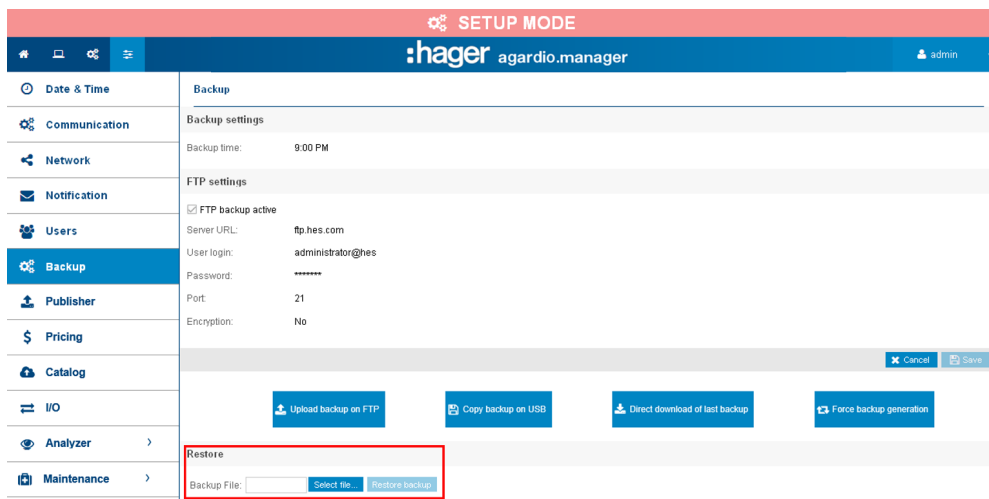 SETUP MODE
:hager agardio.manager
admin
Date & Time
Communication
Network
Notification
Users
Backup
Publisher
Pricing
Catalog
I/O
Analyzer
Maintenance
Backup
Backup settings
Backup time: 9:00 PM
FTP settings
FTP backup active
Server URL: ftp.hes.com
User login: administrator@hes
Password: *******
Port: 21
Encryption: No
Cancel Save
Upload backup on FTP Copy backup on USB Direct download of last backup Force backup generation
Restore
Backup File: Select file... Restore backup